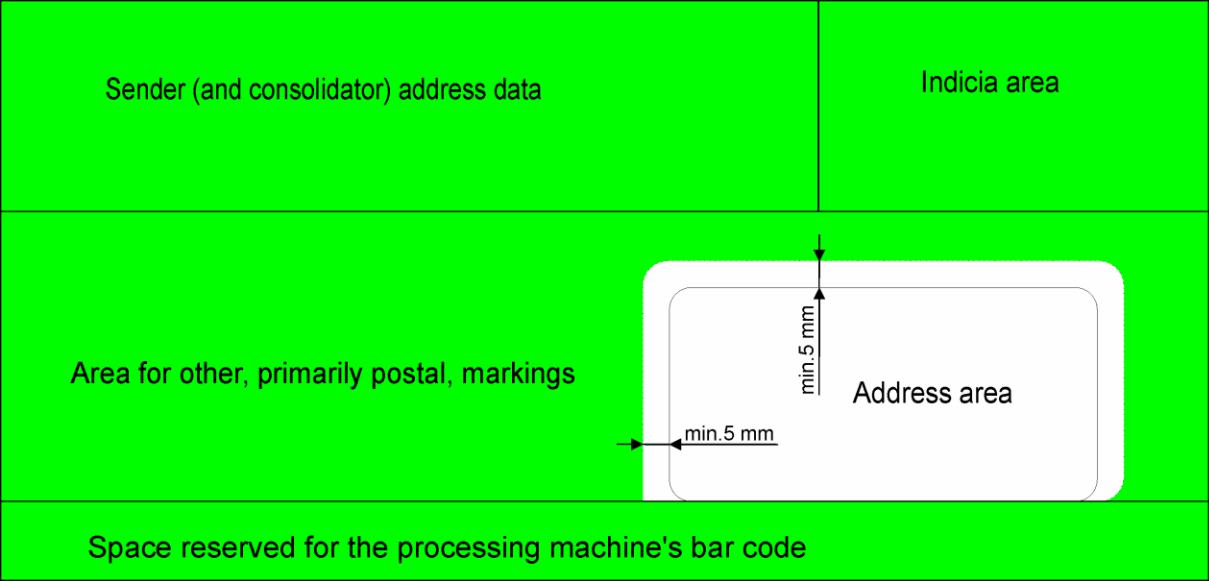 Sender (and consolidator) address data
Indicia area
min.5 mm
Area for other, primarily postal, markings
Address area
min.5 mm
Space reserved for the processing machine's bar code